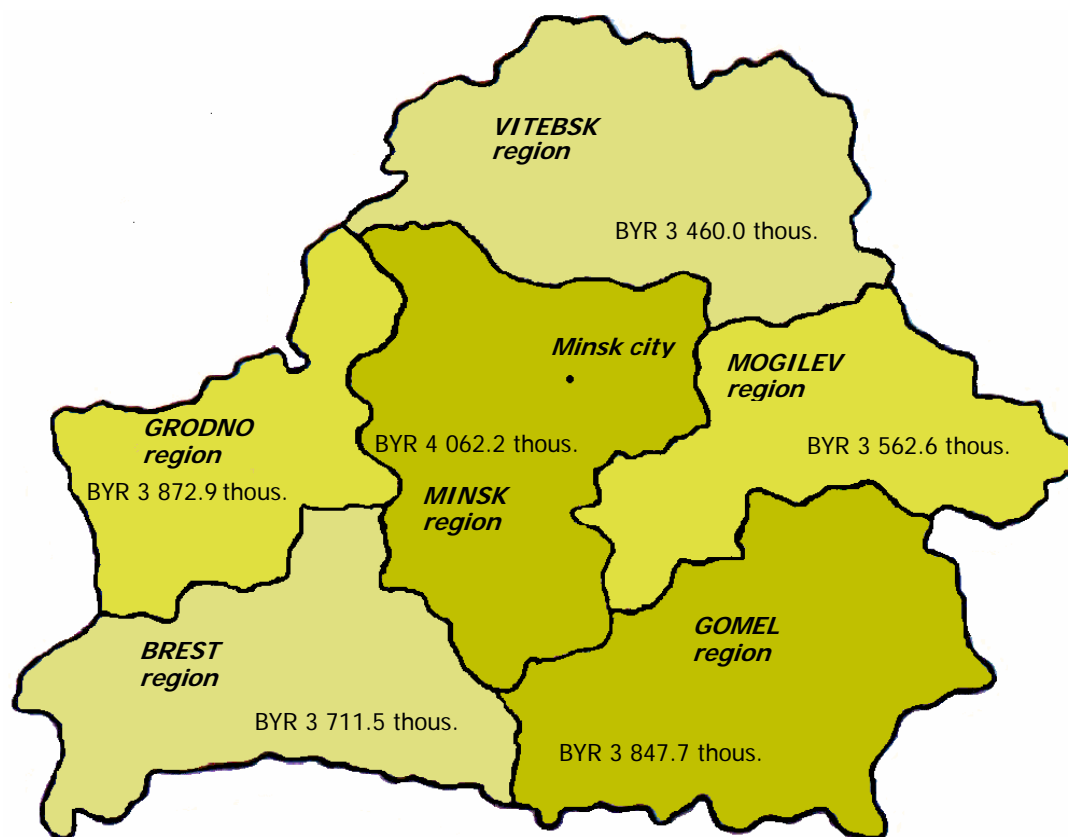 VITEBSK
region
BYR 3 460.0 thous.
Minsk city
MOGILEV
region
GRODNO
region
BYR 4 062.2 thous.
BYR 3 562.6 thous.
BYR 3 872.9 thous.
MINSK
region
GOMEL
region
BREST
region
BYR 3 711.5 thous.
BYR 3 847.7 thous.